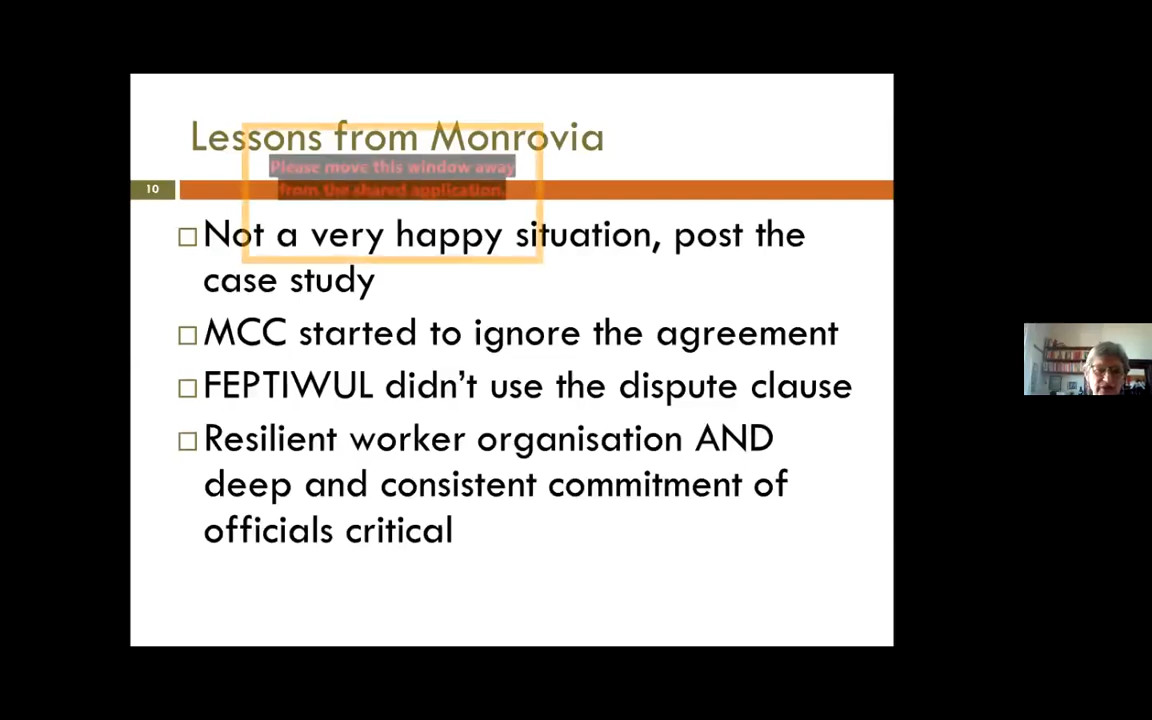 Lessons from Monrovia
Please move this window away
from the shared application.
10
□Not a very happy situation, post the
case study
□MCC started to ignore the agreement
□FEPTIWUL didn’t use the dispute clause
□Resilient worker organisation AND
deep and consistent commitment of
officials critical